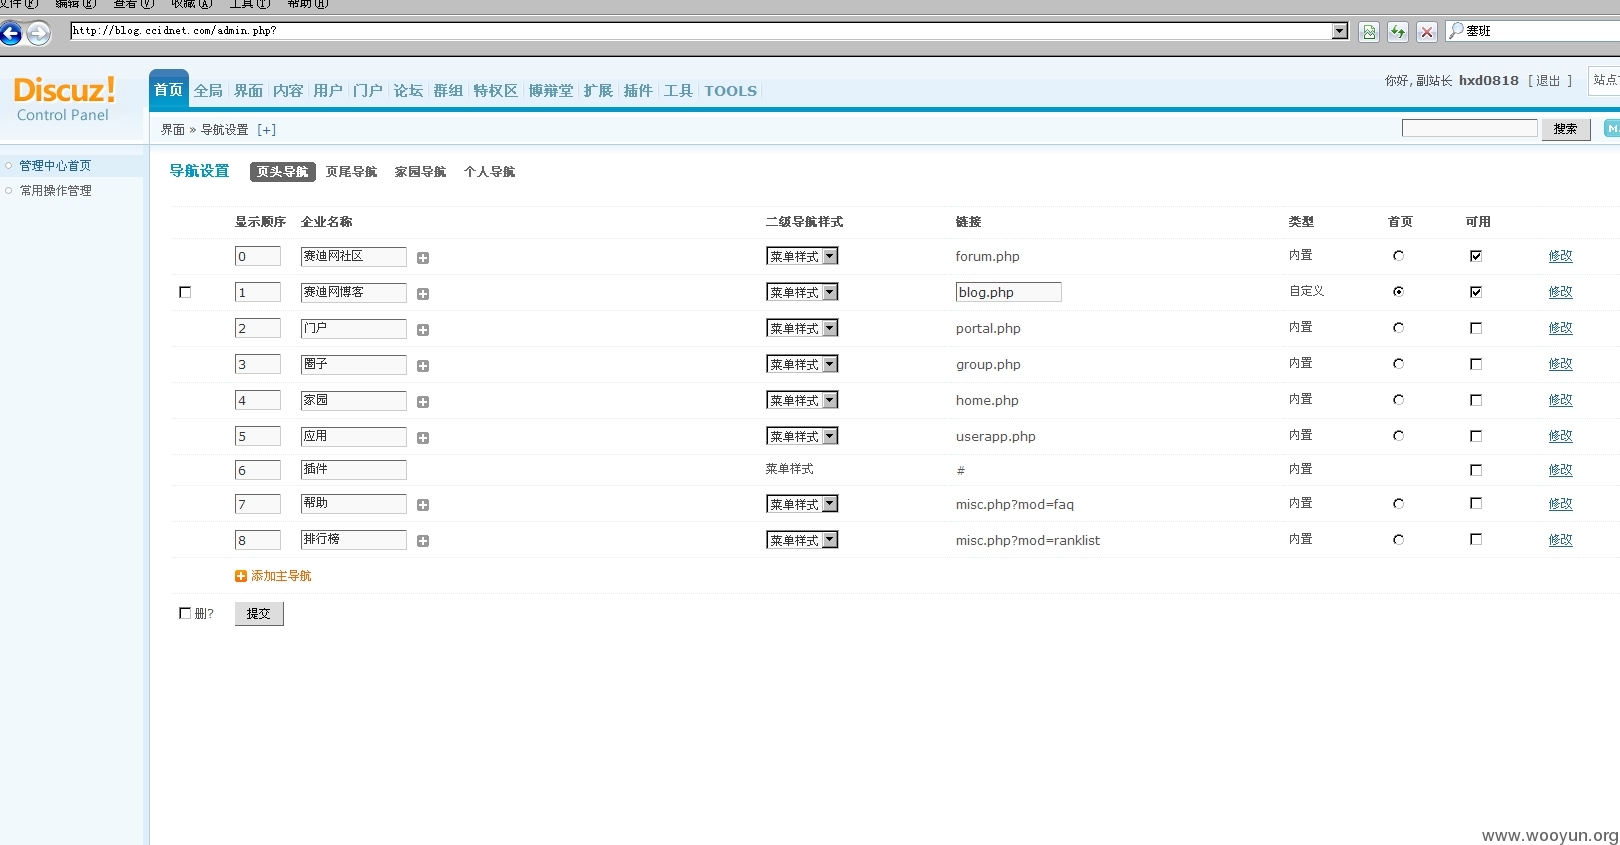 文件(F) 编辑(E) 查看(V) 收藏(A) 工具(T) 帮助(H)
http://blog.ccidnet.com/admin.php?
塞班
Discuz!
Control Panel
首页 全局 界面 内容 用户 门户 论坛 群组 特权区 博辩堂 扩展 插件 工具 TOOLS
你好, 副站长 hxd0818 [ 退出 ]
站点
界面 » 导航设置 [+]
搜索
管理中心首页
常用操作管理
导航设置 页头导航 页尾导航 家园导航 个人导航
显示顺序 企业名称 二级导航样式 链接 类型 首页 可用
0 赛迪网社区 菜单样式 forum.php 内置 修改
1 赛迪网博客 菜单样式 blog.php 自定义 修改
2 门户 菜单样式 portal.php 内置 修改
3 圈子 菜单样式 group.php 内置 修改
4 家园 菜单样式 home.php 内置 修改
5 应用 菜单样式 userapp.php 内置 修改
6 插件 菜单样式 # 内置 修改
7 帮助 菜单样式 misc.php?mod=faq 内置 修改
8 排行榜 菜单样式 misc.php?mod=ranklist 内置 修改
添加主导航
删? 提交
www.wooyun.org